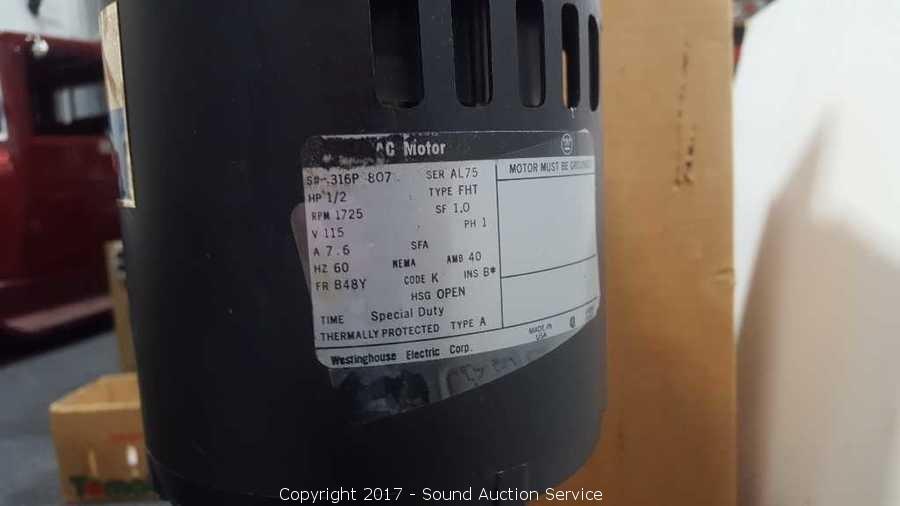 AC Motor
S# 316P 807 SER AL75
HP 1/2 TYPE FHT
RPM 1725 SF 1.0
V 115 PH 1
A 7.6 SFA
HZ 60 NEMA AMB 40
FR B48Y CODE K INS B*
HSG OPEN
TIME Special Duty
THERMALLY PROTECTED TYPE A
Westinghouse Electric Corp. MADE IN USA
MOTOR MUST BE
Copyright 2017 - Sound Auction Service